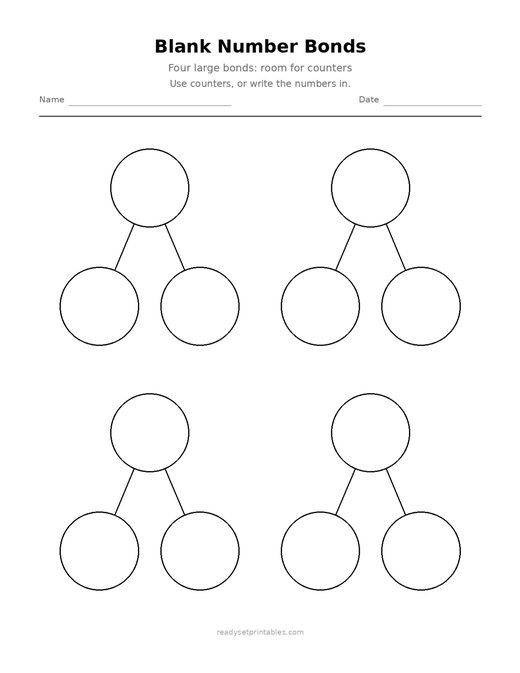 Blank Number Bonds
Four large bonds: room for counters
Use counters, or write the numbers in.
Name Date
readysetprintables.com